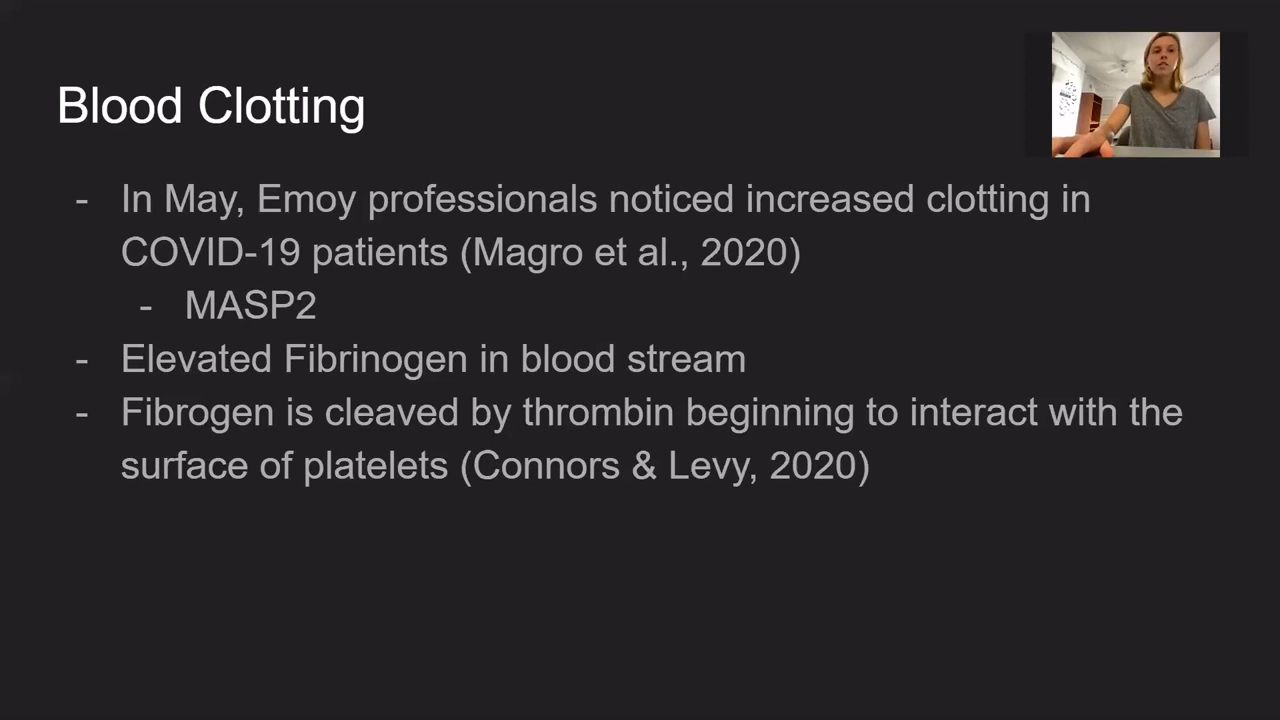 Blood Clotting
- In May, Emoy professionals noticed increased clotting in
COVID-19 patients (Magro et al., 2020)
- MASP2
- Elevated Fibrinogen in blood stream
- Fibrogen is cleaved by thrombin beginning to interact with the
surface of platelets (Connors & Levy, 2020)